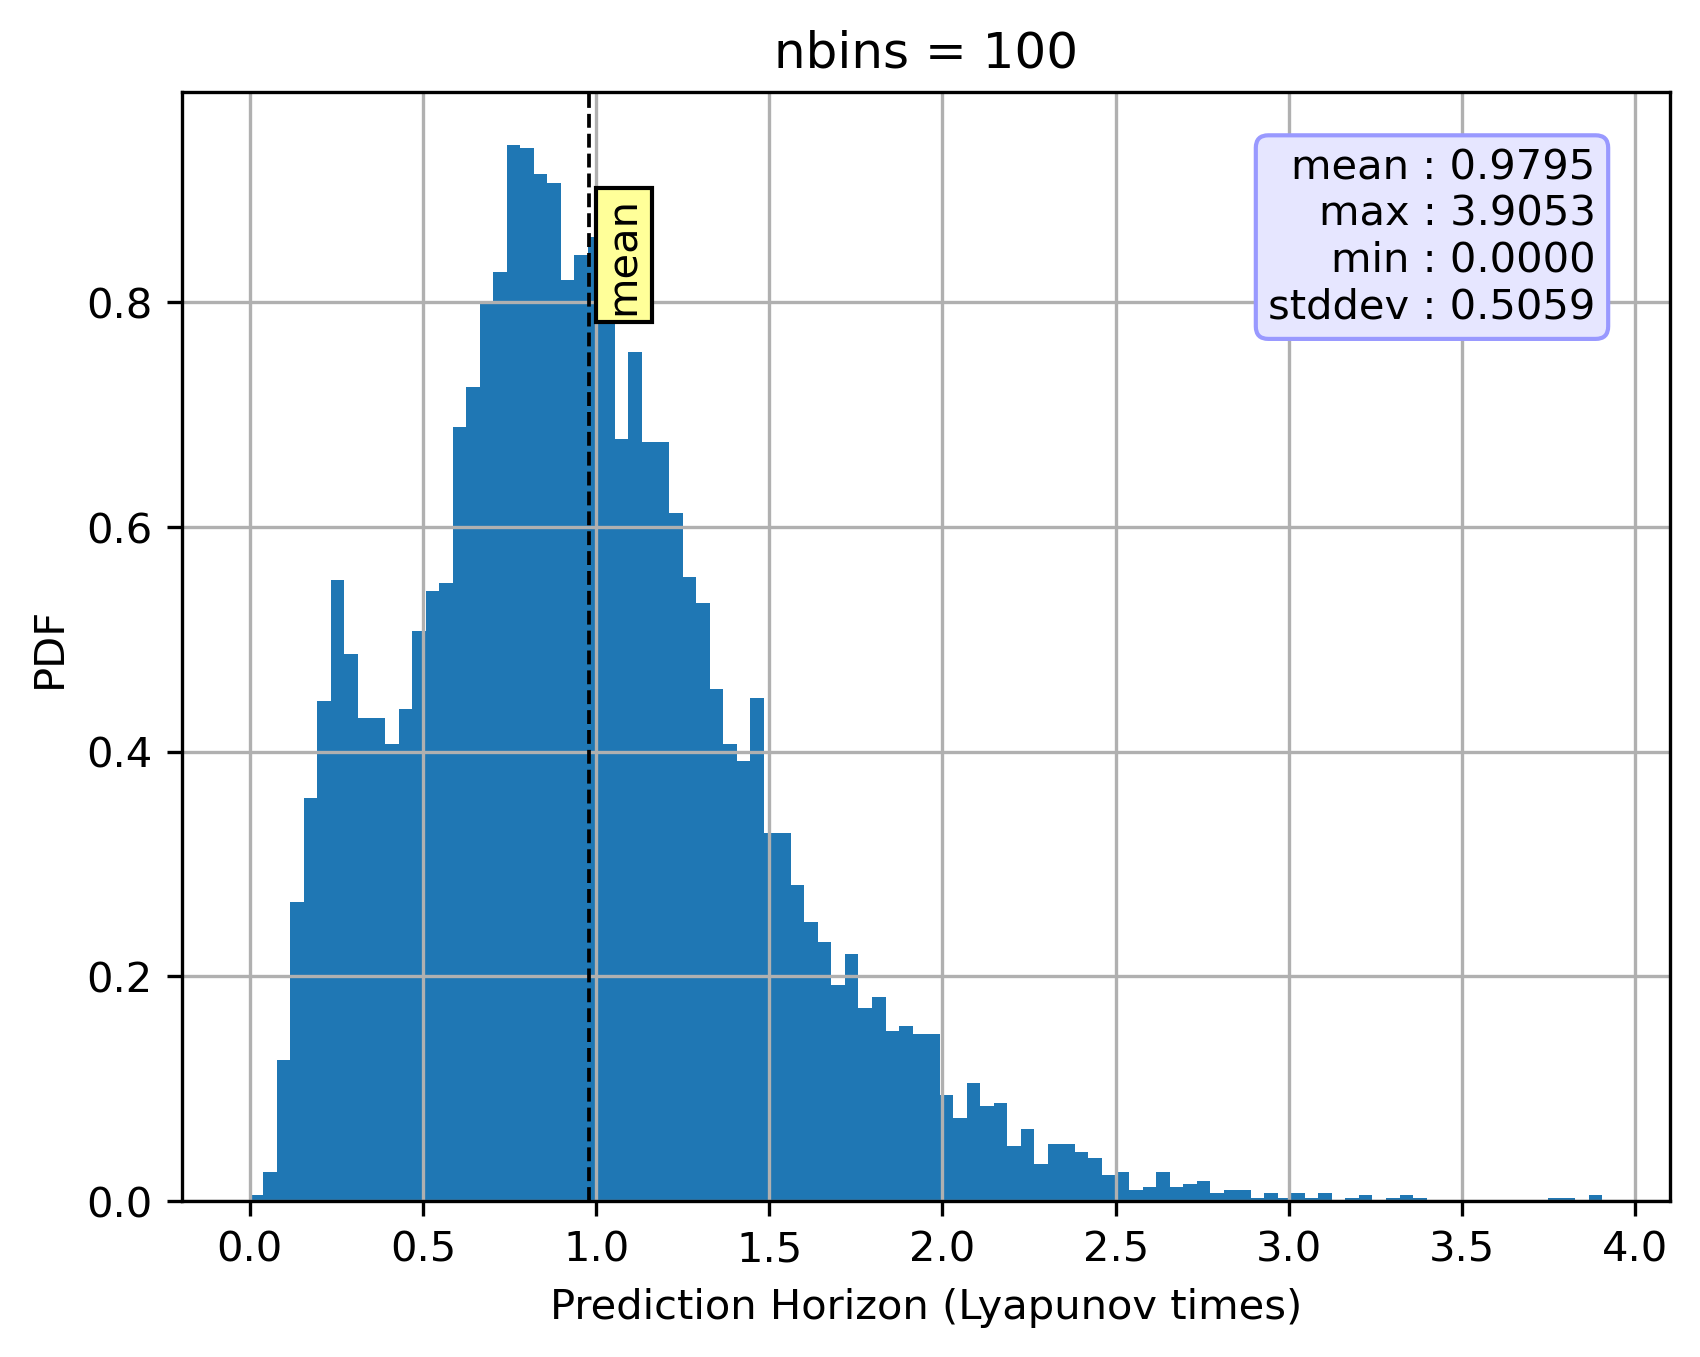 nbins = 100
mean : 0.9795
max : 3.9053
min : 0.0000
stddev : 0.5059
mean
PDF
0.8
0.6
0.4
0.2
0.0
0.0 0.5 1.0 1.5 2.0 2.5 3.0 3.5 4.0
Prediction Horizon (Lyapunov times)